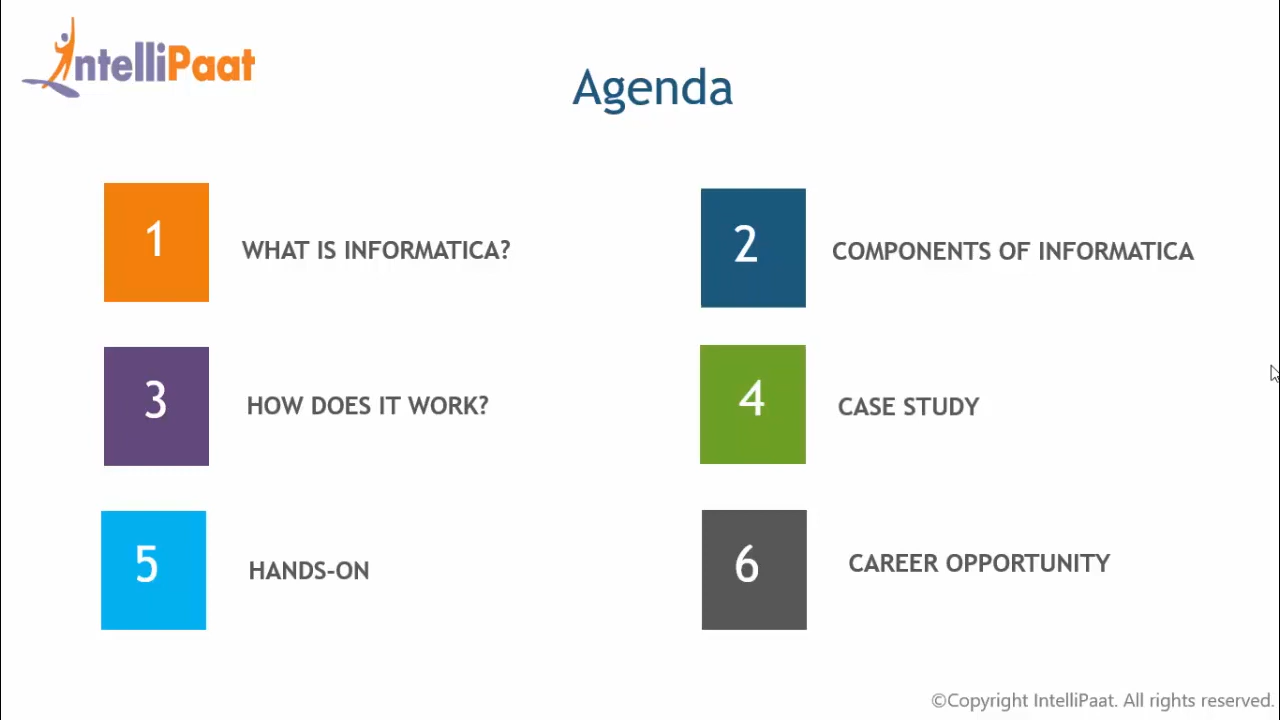 IntelliPaat
Agenda
1
WHAT IS INFORMATICA?
2
COMPONENTS OF INFORMATICA
3
HOW DOES IT WORK?
4
CASE STUDY
5
HANDS-ON
6
CAREER OPPORTUNITY
©Copyright IntelliPaat. All rights reserved.